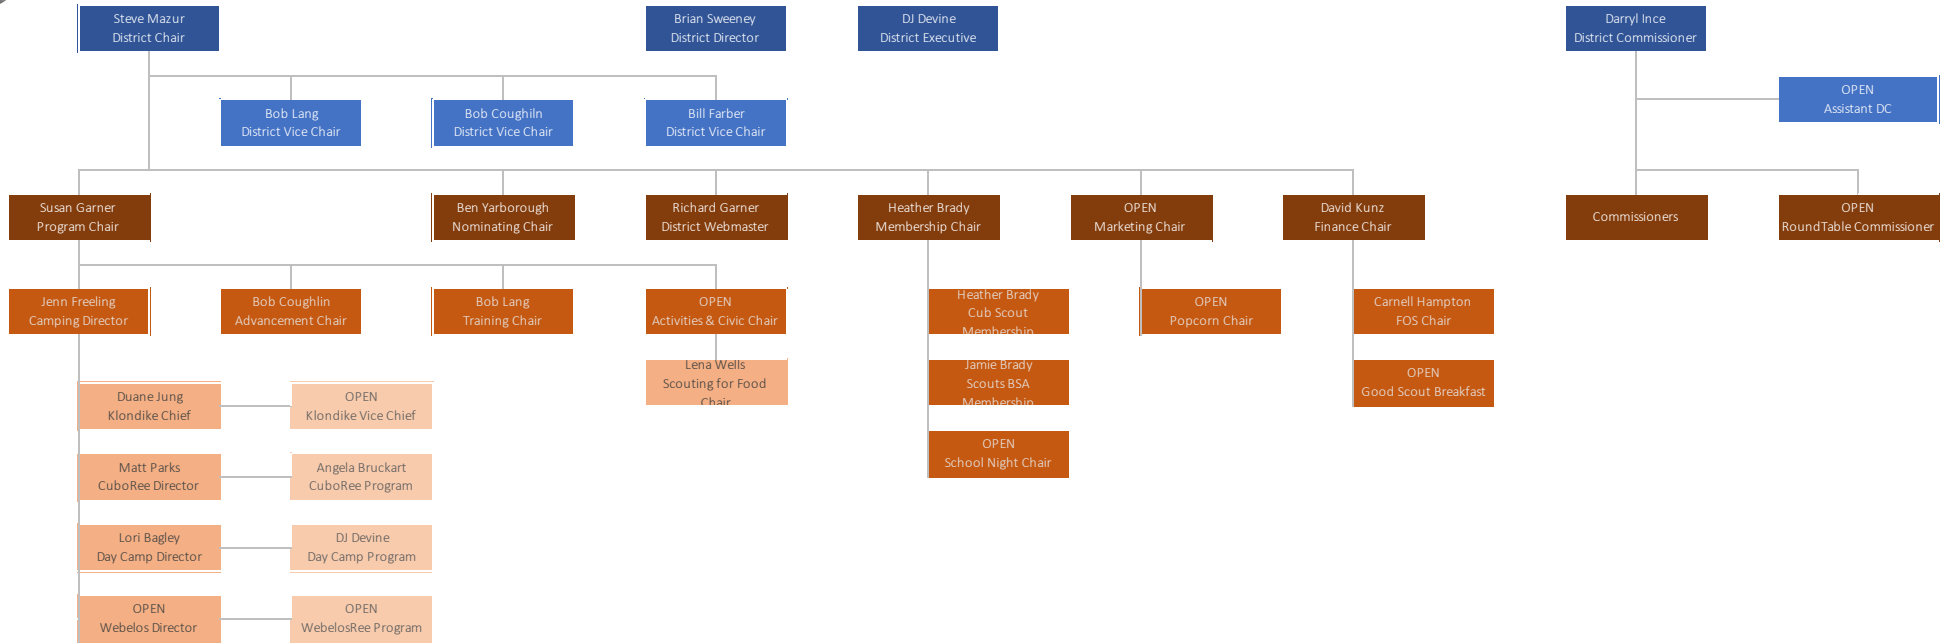 Steve Mazur
District Chair
Brian Sweeney
District Director
DJ Devine
District Executive
Darryl Ince
District Commissioner
OPEN
Assistant DC
Bob Lang
District Vice Chair
Bob Coughiln
District Vice Chair
Bill Farber
District Vice Chair
Susan Garner
Program Chair
Ben Yarborough
Nominating Chair
Richard Garner
District Webmaster
Heather Brady
Membership Chair
OPEN
Marketing Chair
David Kunz
Finance Chair
Commissioners
OPEN
RoundTable Commissioner
Jenn Freeling
Camping Director
Bob Coughlin
Advancement Chair
Bob Lang
Training Chair
OPEN
Activities & Civic Chair
Heather Brady
Cub Scout
Membership
OPEN
Popcorn Chair
Carnell Hampton
FOS Chair
Lena Wells
Scouting for Food
Chair
Jamie Brady
Scouts BSA
Membership
OPEN
Good Scout Breakfast
Duane Jung
Klondike Chief
OPEN
Klondike Vice Chief
OPEN
School Night Chair
Matt Parks
CuboRee Director
Angela Bruckart
CuboRee Program
Lori Bagley
Day Camp Director
DJ Devine
Day Camp Program
OPEN
Webelos Director
OPEN
WebelosRee Program